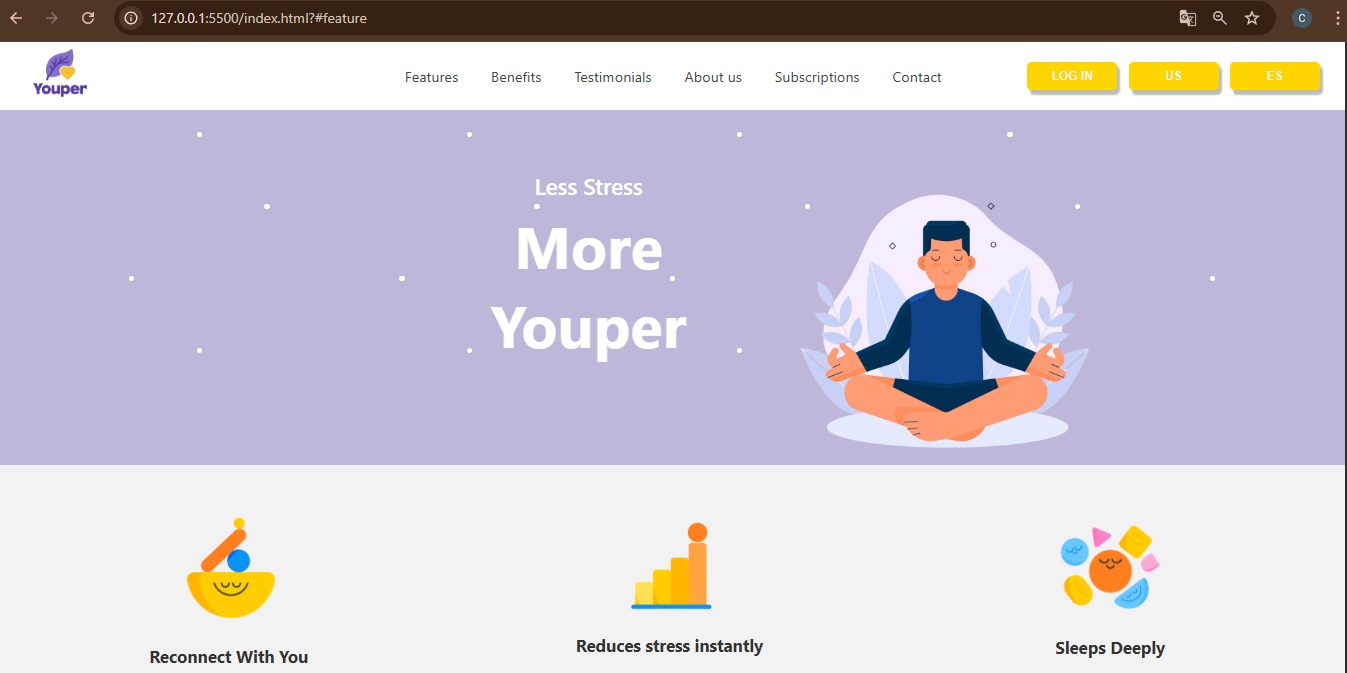 127.0.0.1:5500/index.html?#feature
C
Youper
Features Benefits Testimonials About us Subscriptions Contact
LOG IN US ES
Less Stress
More
Youper
Reconnect With You
Reduces stress instantly
Sleeps Deeply